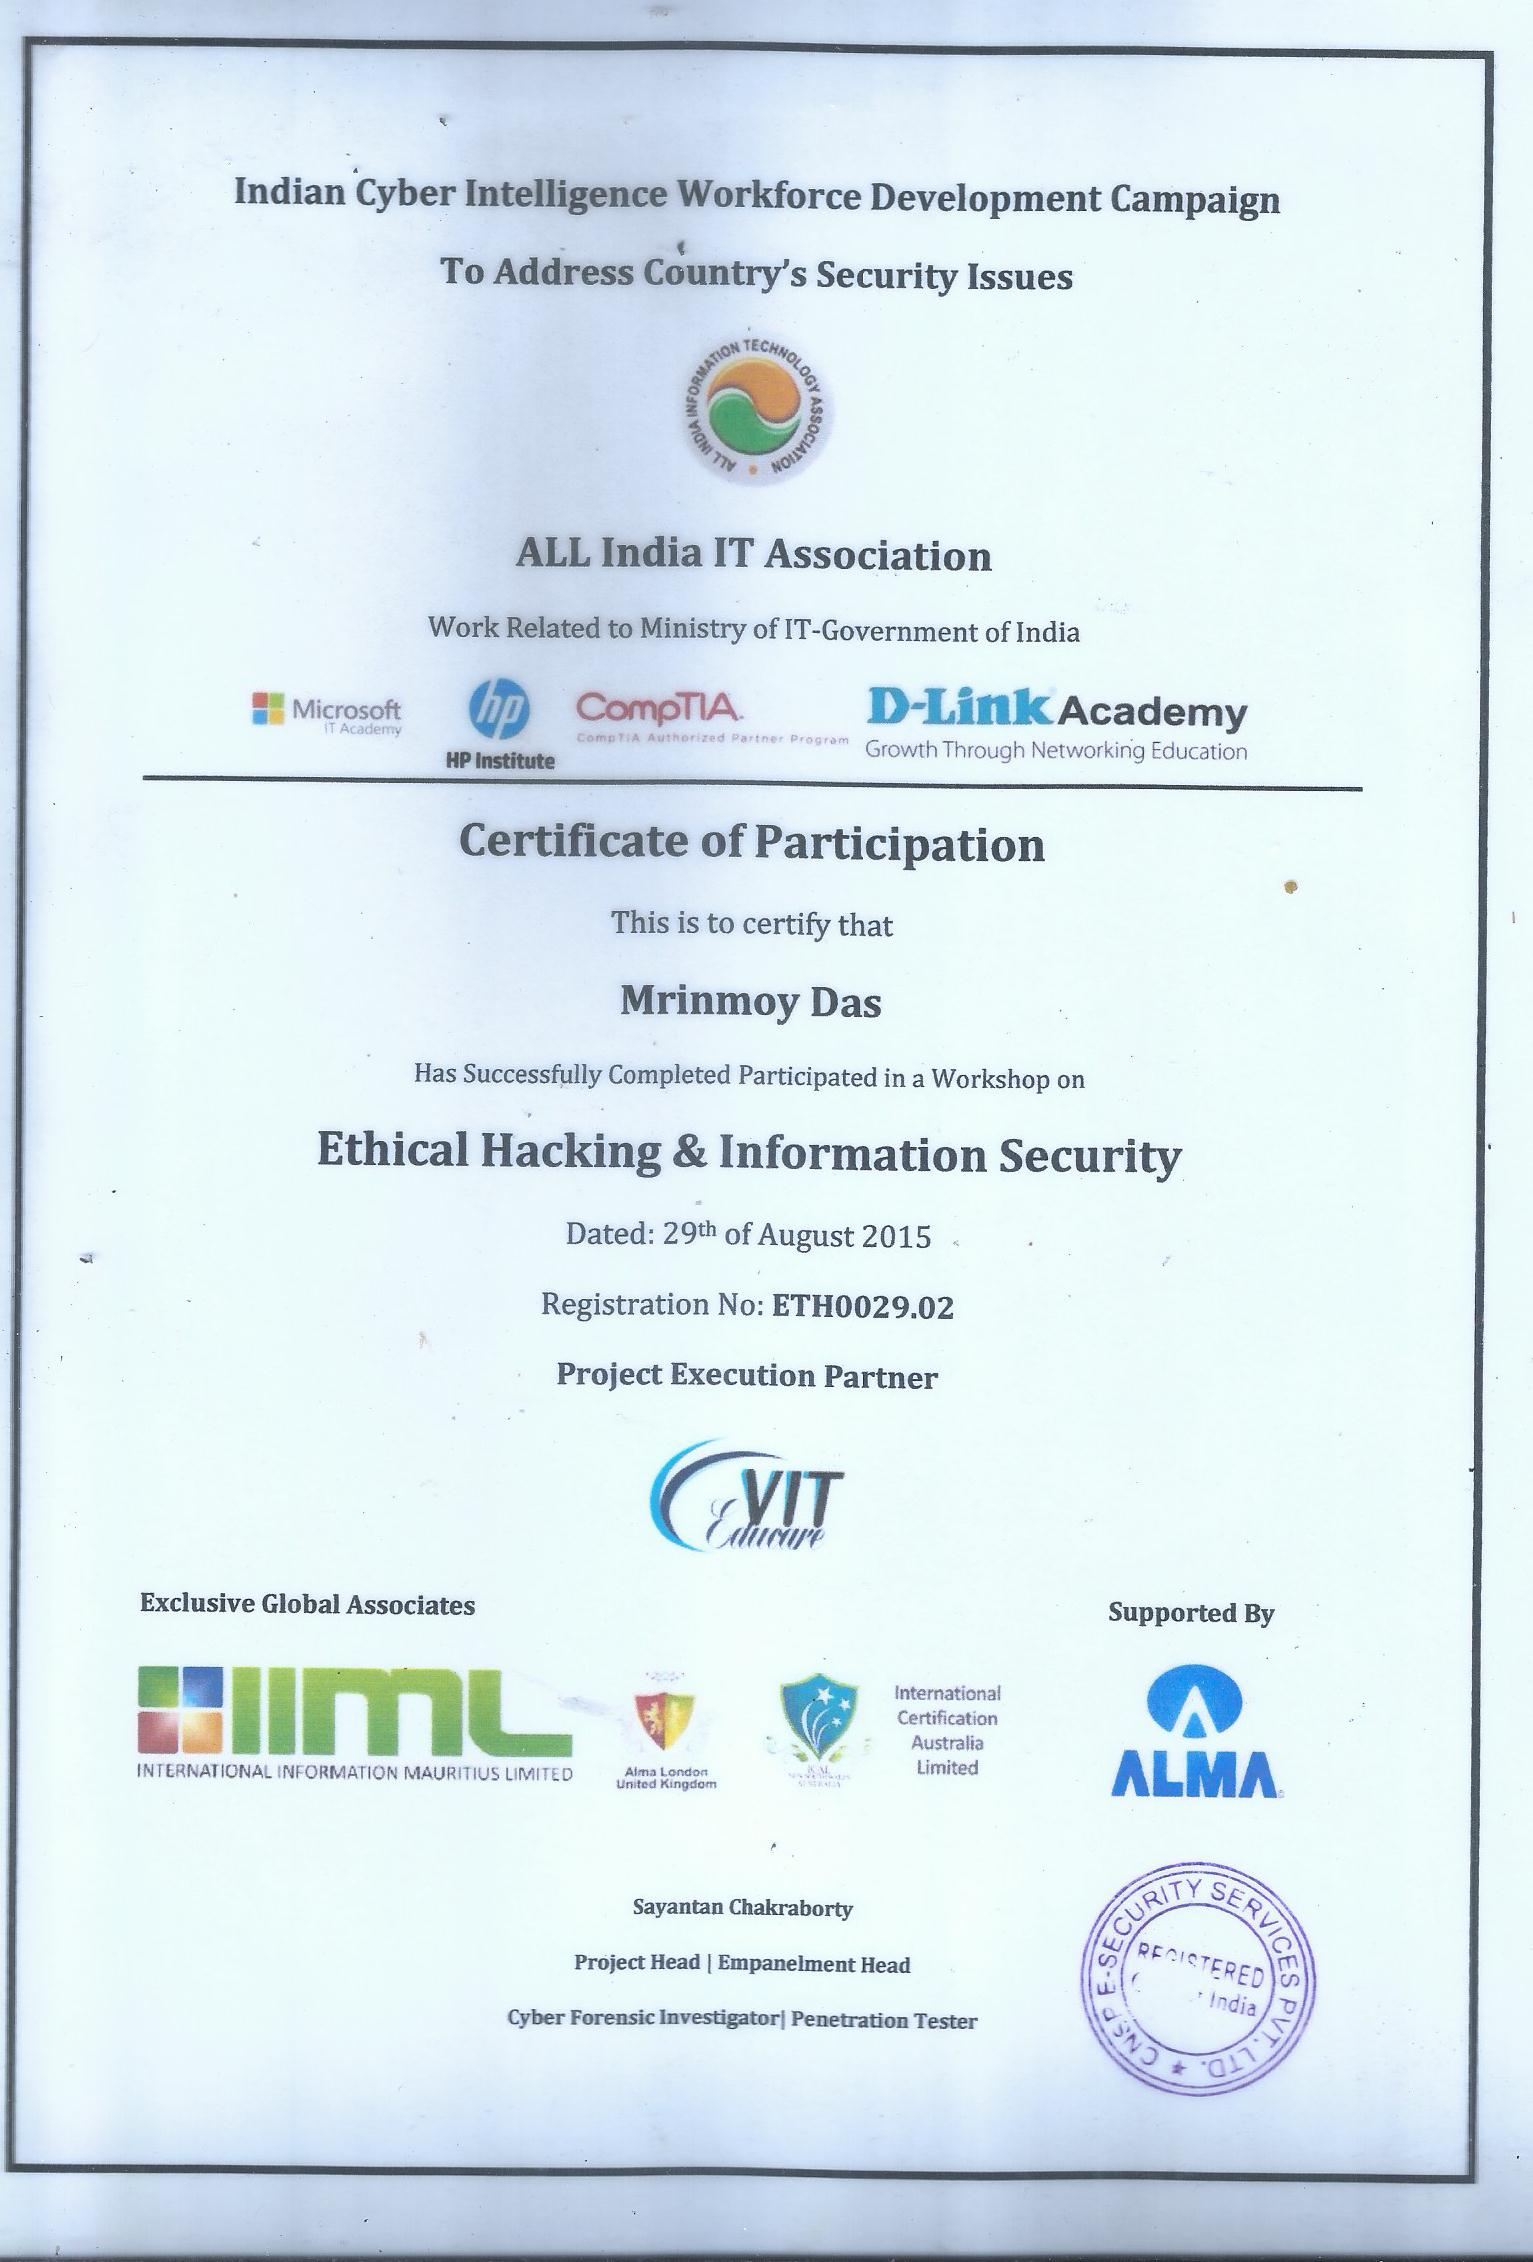 Indian Cyber Intelligence Workforce Development Campaign
To Address Country's Security Issues
ALL INDIA INFORMATION TECHNOLOGY ASSOCIATION
ALL India IT Association
Work Related to Ministry of IT-Government of India
Microsoft
IT Academy
hp
HP Institute
CompTIA.
CompTIA Authorized Partner Program
D-Link Academy
Growth Through Networking Education
Certificate of Participation
This is to certify that
Mrinmoy Das
Has Successfully Completed Participated in a Workshop on
Ethical Hacking & Information Security
Dated: 29th of August 2015
Registration No: ETH0029.02
Project Execution Partner
VIT
Educare
Exclusive Global Associates
Supported By
IIML
INTERNATIONAL INFORMATION MAURITIUS LIMITED
Alma London
United Kingdom
International
Certification
Australia
Limited
ALMA
Sayantan Chakraborty
Project Head | Empanelment Head
Cyber Forensic Investigator| Penetration Tester
CNSP E-SECURITY SERVICES PVT. LTD.
REGISTERED
India